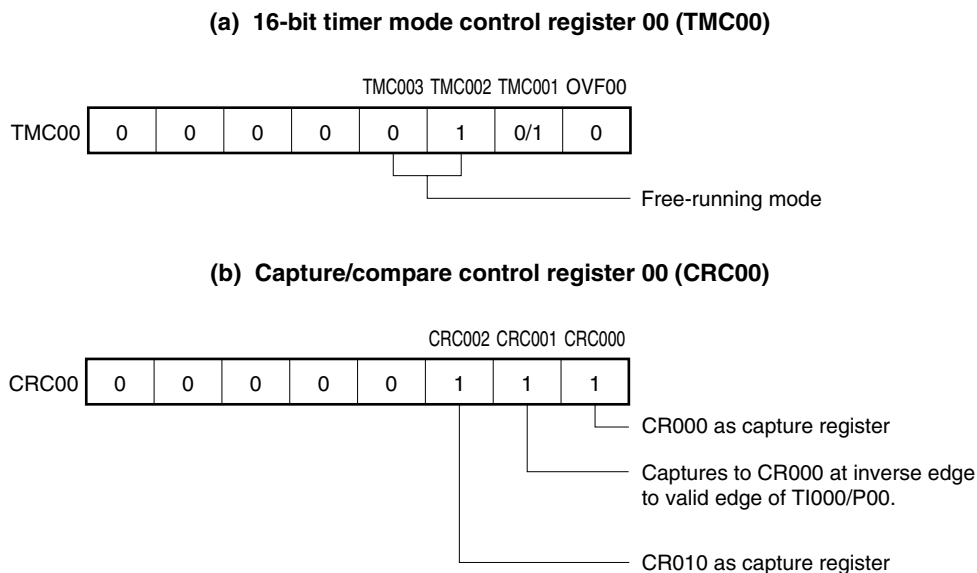 (a) 16-bit timer mode control register 00 (TMC00)
TMC003 TMC002 TMC001 OVF00
TMC00 0 0 0 0 0 1 0/1 0
Free-running mode
(b) Capture/compare control register 00 (CRC00)
CRC002 CRC001 CRC000
CRC00 0 0 0 0 0 1 1 1
CR000 as capture register
Captures to CR000 at inverse edge
to valid edge of TI000/P00.
CR010 as capture register